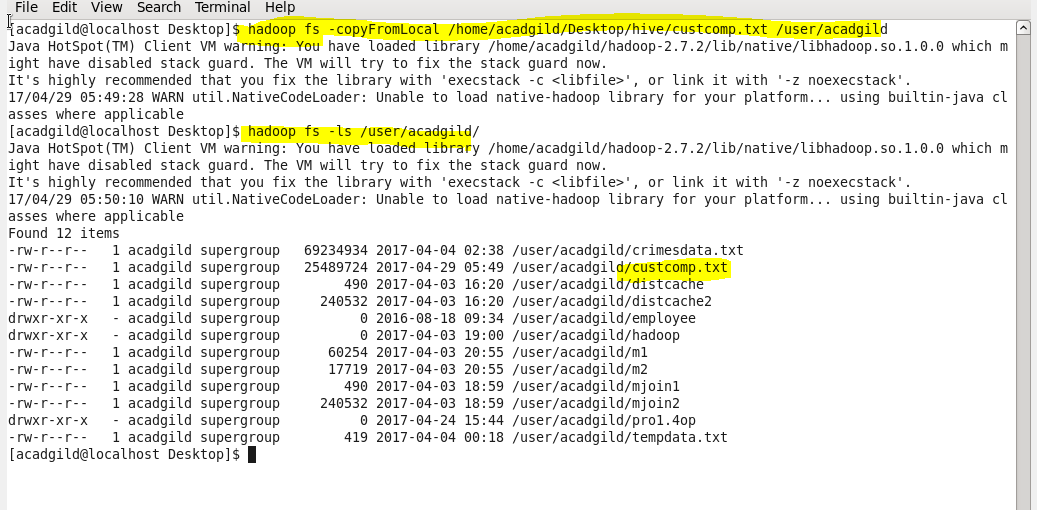 File Edit View Search Terminal Help
[acadgild@localhost Desktop]$ hadoop fs -copyFromLocal /home/acadgild/Desktop/hive/custcomp.txt /user/acadgild
Java HotSpot(TM) Client VM warning: You have loaded library /home/acadgild/hadoop-2.7.2/lib/native/libhadoop.so.1.0.0 which m
ight have disabled stack guard. The VM will try to fix the stack guard now.
It's highly recommended that you fix the library with 'execstack -c <libfile>', or link it with '-z noexecstack'.
17/04/29 05:49:28 WARN util.NativeCodeLoader: Unable to load native-hadoop library for your platform... using builtin-java cl
asses where applicable
[acadgild@localhost Desktop]$ hadoop fs -ls /user/acadgild/
Java HotSpot(TM) Client VM warning: You have loaded library /home/acadgild/hadoop-2.7.2/lib/native/libhadoop.so.1.0.0 which m
ight have disabled stack guard. The VM will try to fix the stack guard now.
It's highly recommended that you fix the library with 'execstack -c <libfile>', or link it with '-z noexecstack'.
17/04/29 05:50:10 WARN util.NativeCodeLoader: Unable to load native-hadoop library for your platform... using builtin-java cl
asses where applicable
Found 12 items
-rw-r--r--   1 acadgild supergroup   69234934 2017-04-04 02:38 /user/acadgild/crimesdata.txt
-rw-r--r--   1 acadgild supergroup   25489724 2017-04-29 05:49 /user/acadgild/custcomp.txt
-rw-r--r--   1 acadgild supergroup        490 2017-04-03 16:20 /user/acadgild/distcache
-rw-r--r--   1 acadgild supergroup     240532 2017-04-03 16:20 /user/acadgild/distcache2
drwxr-xr-x   - acadgild supergroup          0 2016-08-18 09:34 /user/acadgild/employee
drwxr-xr-x   - acadgild supergroup          0 2017-04-03 19:00 /user/acadgild/hadoop
-rw-r--r--   1 acadgild supergroup      60254 2017-04-03 20:55 /user/acadgild/m1
-rw-r--r--   1 acadgild supergroup      17719 2017-04-03 20:55 /user/acadgild/m2
-rw-r--r--   1 acadgild supergroup        490 2017-04-03 18:59 /user/acadgild/mjoin1
-rw-r--r--   1 acadgild supergroup     240532 2017-04-03 18:59 /user/acadgild/mjoin2
drwxr-xr-x   - acadgild supergroup          0 2017-04-24 15:44 /user/acadgild/pro1.4op
-rw-r--r--   1 acadgild supergroup        419 2017-04-04 00:18 /user/acadgild/tempdata.txt
[acadgild@localhost Desktop]$